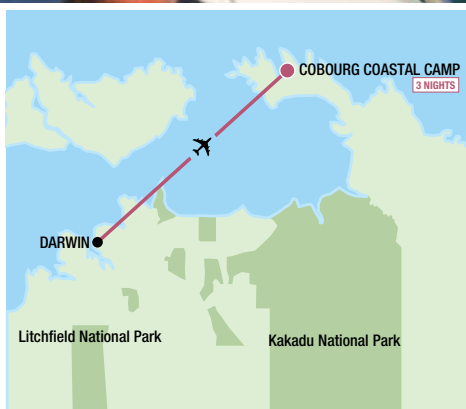 COBOURG COASTAL CAMP
3 NIGHTS
DARWIN
Litchfield National Park
Kakadu National Park